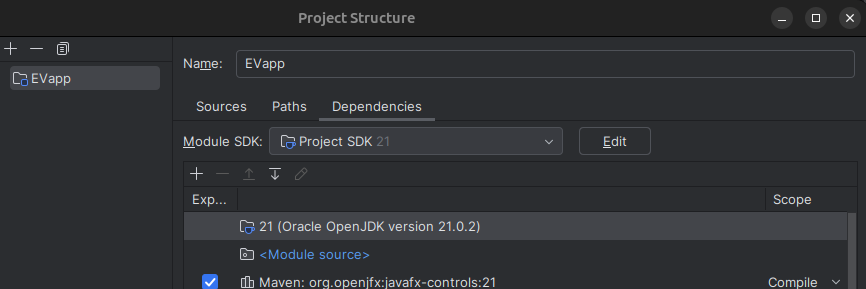 Project Structure
EVapp
Name: EVapp
Sources Paths Dependencies
Module SDK: Project SDK 21 Edit
Exp... Scope
21 (Oracle OpenJDK version 21.0.2)
<Module source>
Maven: org.openjfx:javafx-controls:21 Compile